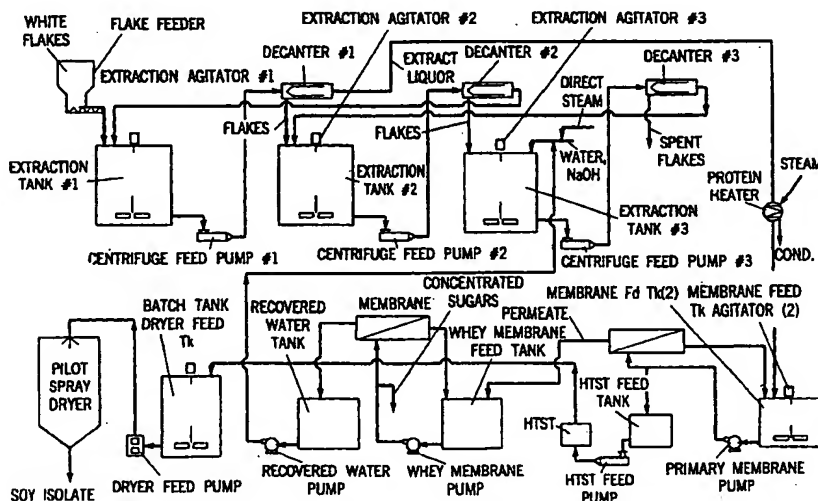 WHITE
FLAKES
FLAKE FEEDER
EXTRACTION AGITATOR #1
EXTRACTION AGITATOR #2
DECANTER #1
EXTRACTION AGITATOR #3
EXTRACT
LIQUOR
DECANTER
#2
DIRECT
STEAM
DECANTER #3
FLAKES
FLAKES
WATER,
NaOH
SPENT
FLAKES
EXTRACTION
TANK #1
EXTRACTION
TANK #2
EXTRACTION
TANK #3
PROTEIN
HEATER
STEAM
COND.
CENTRIFUGE FEED PUMP #1
CENTRIFUGE FEED PUMP #2
CENTRIFUGE FEED PUMP #3
BATCH TANK
DRYER FEED
Tk
RECOVERED
WATER
TANK
MEMBRANE
CONCENTRATED
SUGARS
WHEY MEMBRANE
FEED TANK
PERMEATE
MEMBRANE Fd Tk(2)
MEMBRANE FEED
Tk AGITATOR (2)
PILOT
SPRAY
DRYER
HTST
HTST FEED
TANK
SOY ISOLATE
DRYER FEED PUMP
RECOVERED WATER
PUMP
WHEY MEMBRANE PUMP
HTST FEED
PUMP
PRIMARY MEMBRANE
PUMP